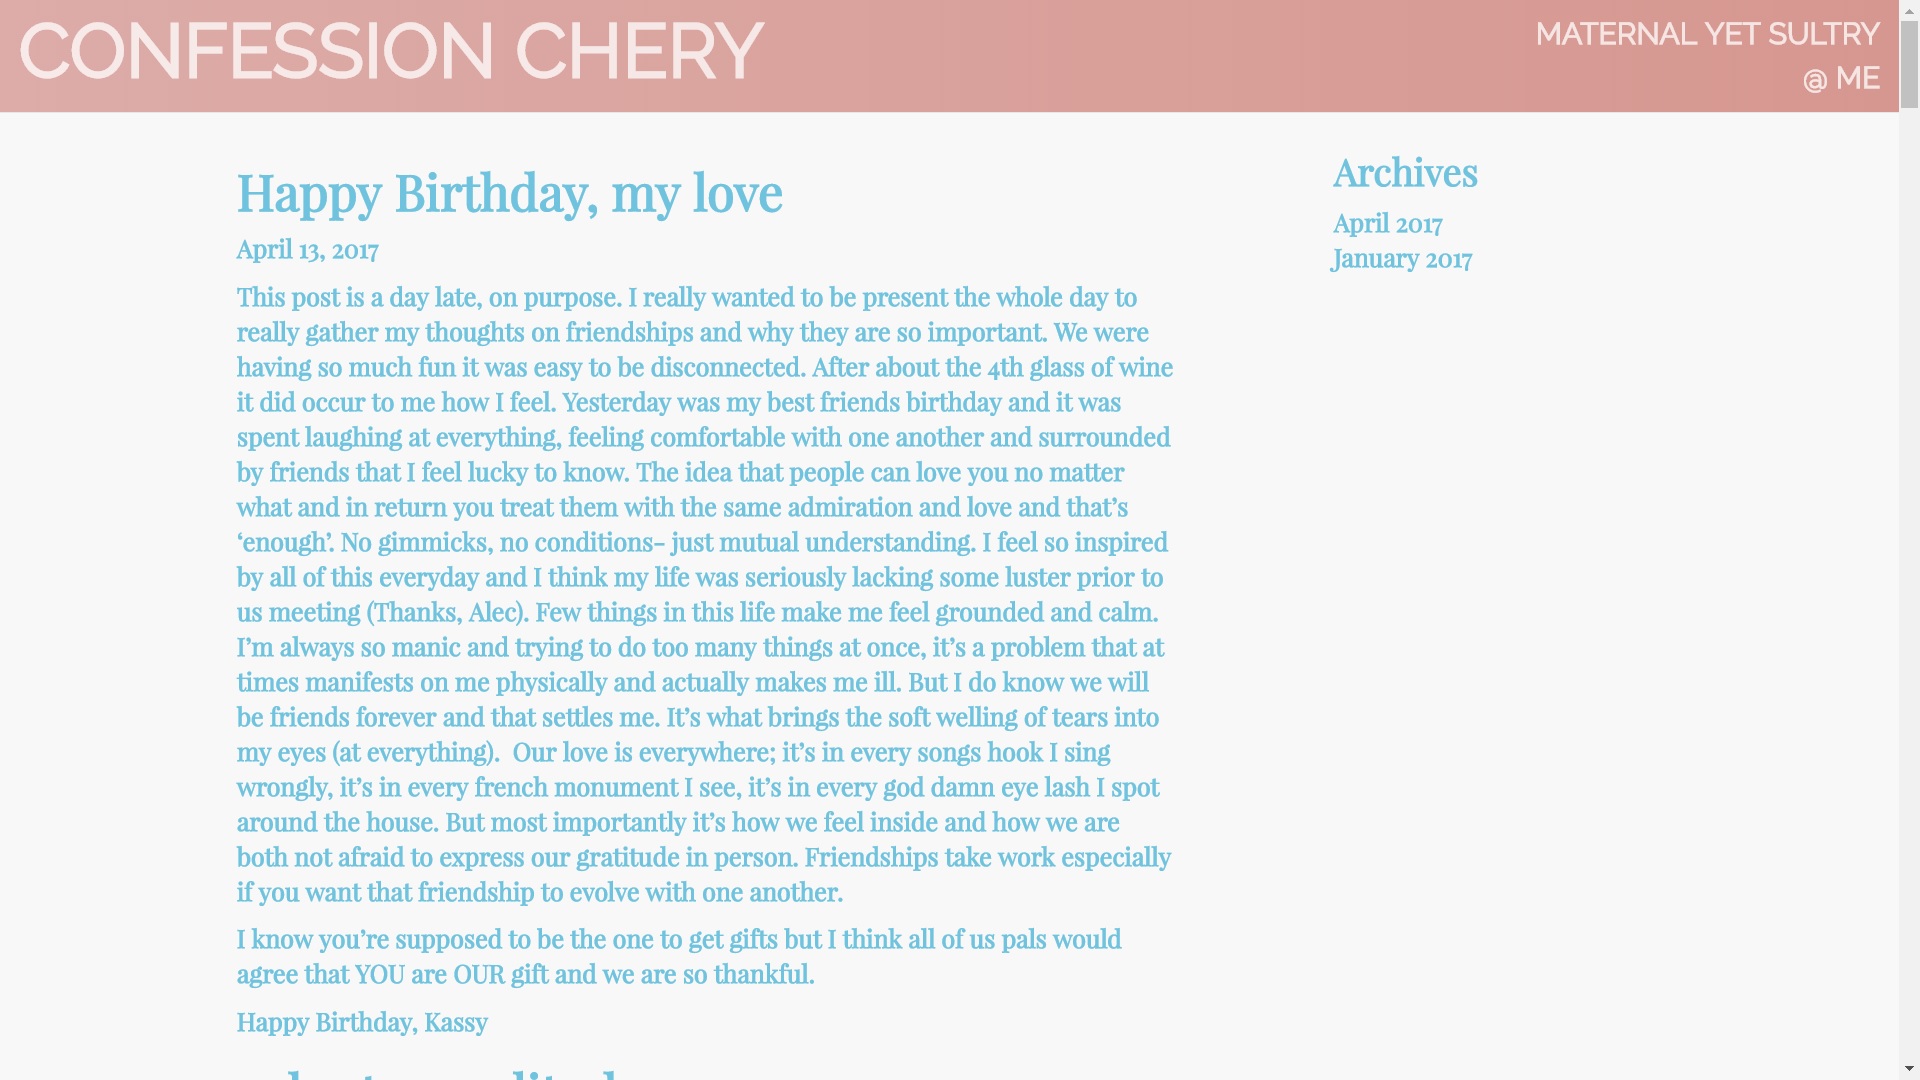 CONFESSION CHERY
MATERNAL YET SULTRY
@ ME
Happy Birthday, my love
April 13, 2017
This post is a day late, on purpose. I really wanted to be present the whole day to
really gather my thoughts on friendships and why they are so important. We were
having so much fun it was easy to be disconnected. After about the 4th glass of wine
it did occur to me how I feel. Yesterday was my best friends birthday and it was
spent laughing at everything, feeling comfortable with one another and surrounded
by friends that I feel lucky to know. The idea that people can love you no matter
what and in return you treat them with the same admiration and love and that’s
‘enough’. No gimmicks, no conditions- just mutual understanding. I feel so inspired
by all of this everyday and I think my life was seriously lacking some luster prior to
us meeting (Thanks, Alec). Few things in this life make me feel grounded and calm.
I’m always so manic and trying to do too many things at once, it’s a problem that at
times manifests on me physically and actually makes me ill. But I do know we will
be friends forever and that settles me. It’s what brings the soft welling of tears into
my eyes (at everything).  Our love is everywhere; it’s in every songs hook I sing
wrongly, it’s in every french monument I see, it’s in every god damn eye lash I spot
around the house. But most importantly it’s how we feel inside and how we are
both not afraid to express our gratitude in person. Friendships take work especially
if you want that friendship to evolve with one another.
I know you’re supposed to be the one to get gifts but I think all of us pals would
agree that YOU are OUR gift and we are so thankful.
Happy Birthday, Kassy
Archives
April 2017
January 2017